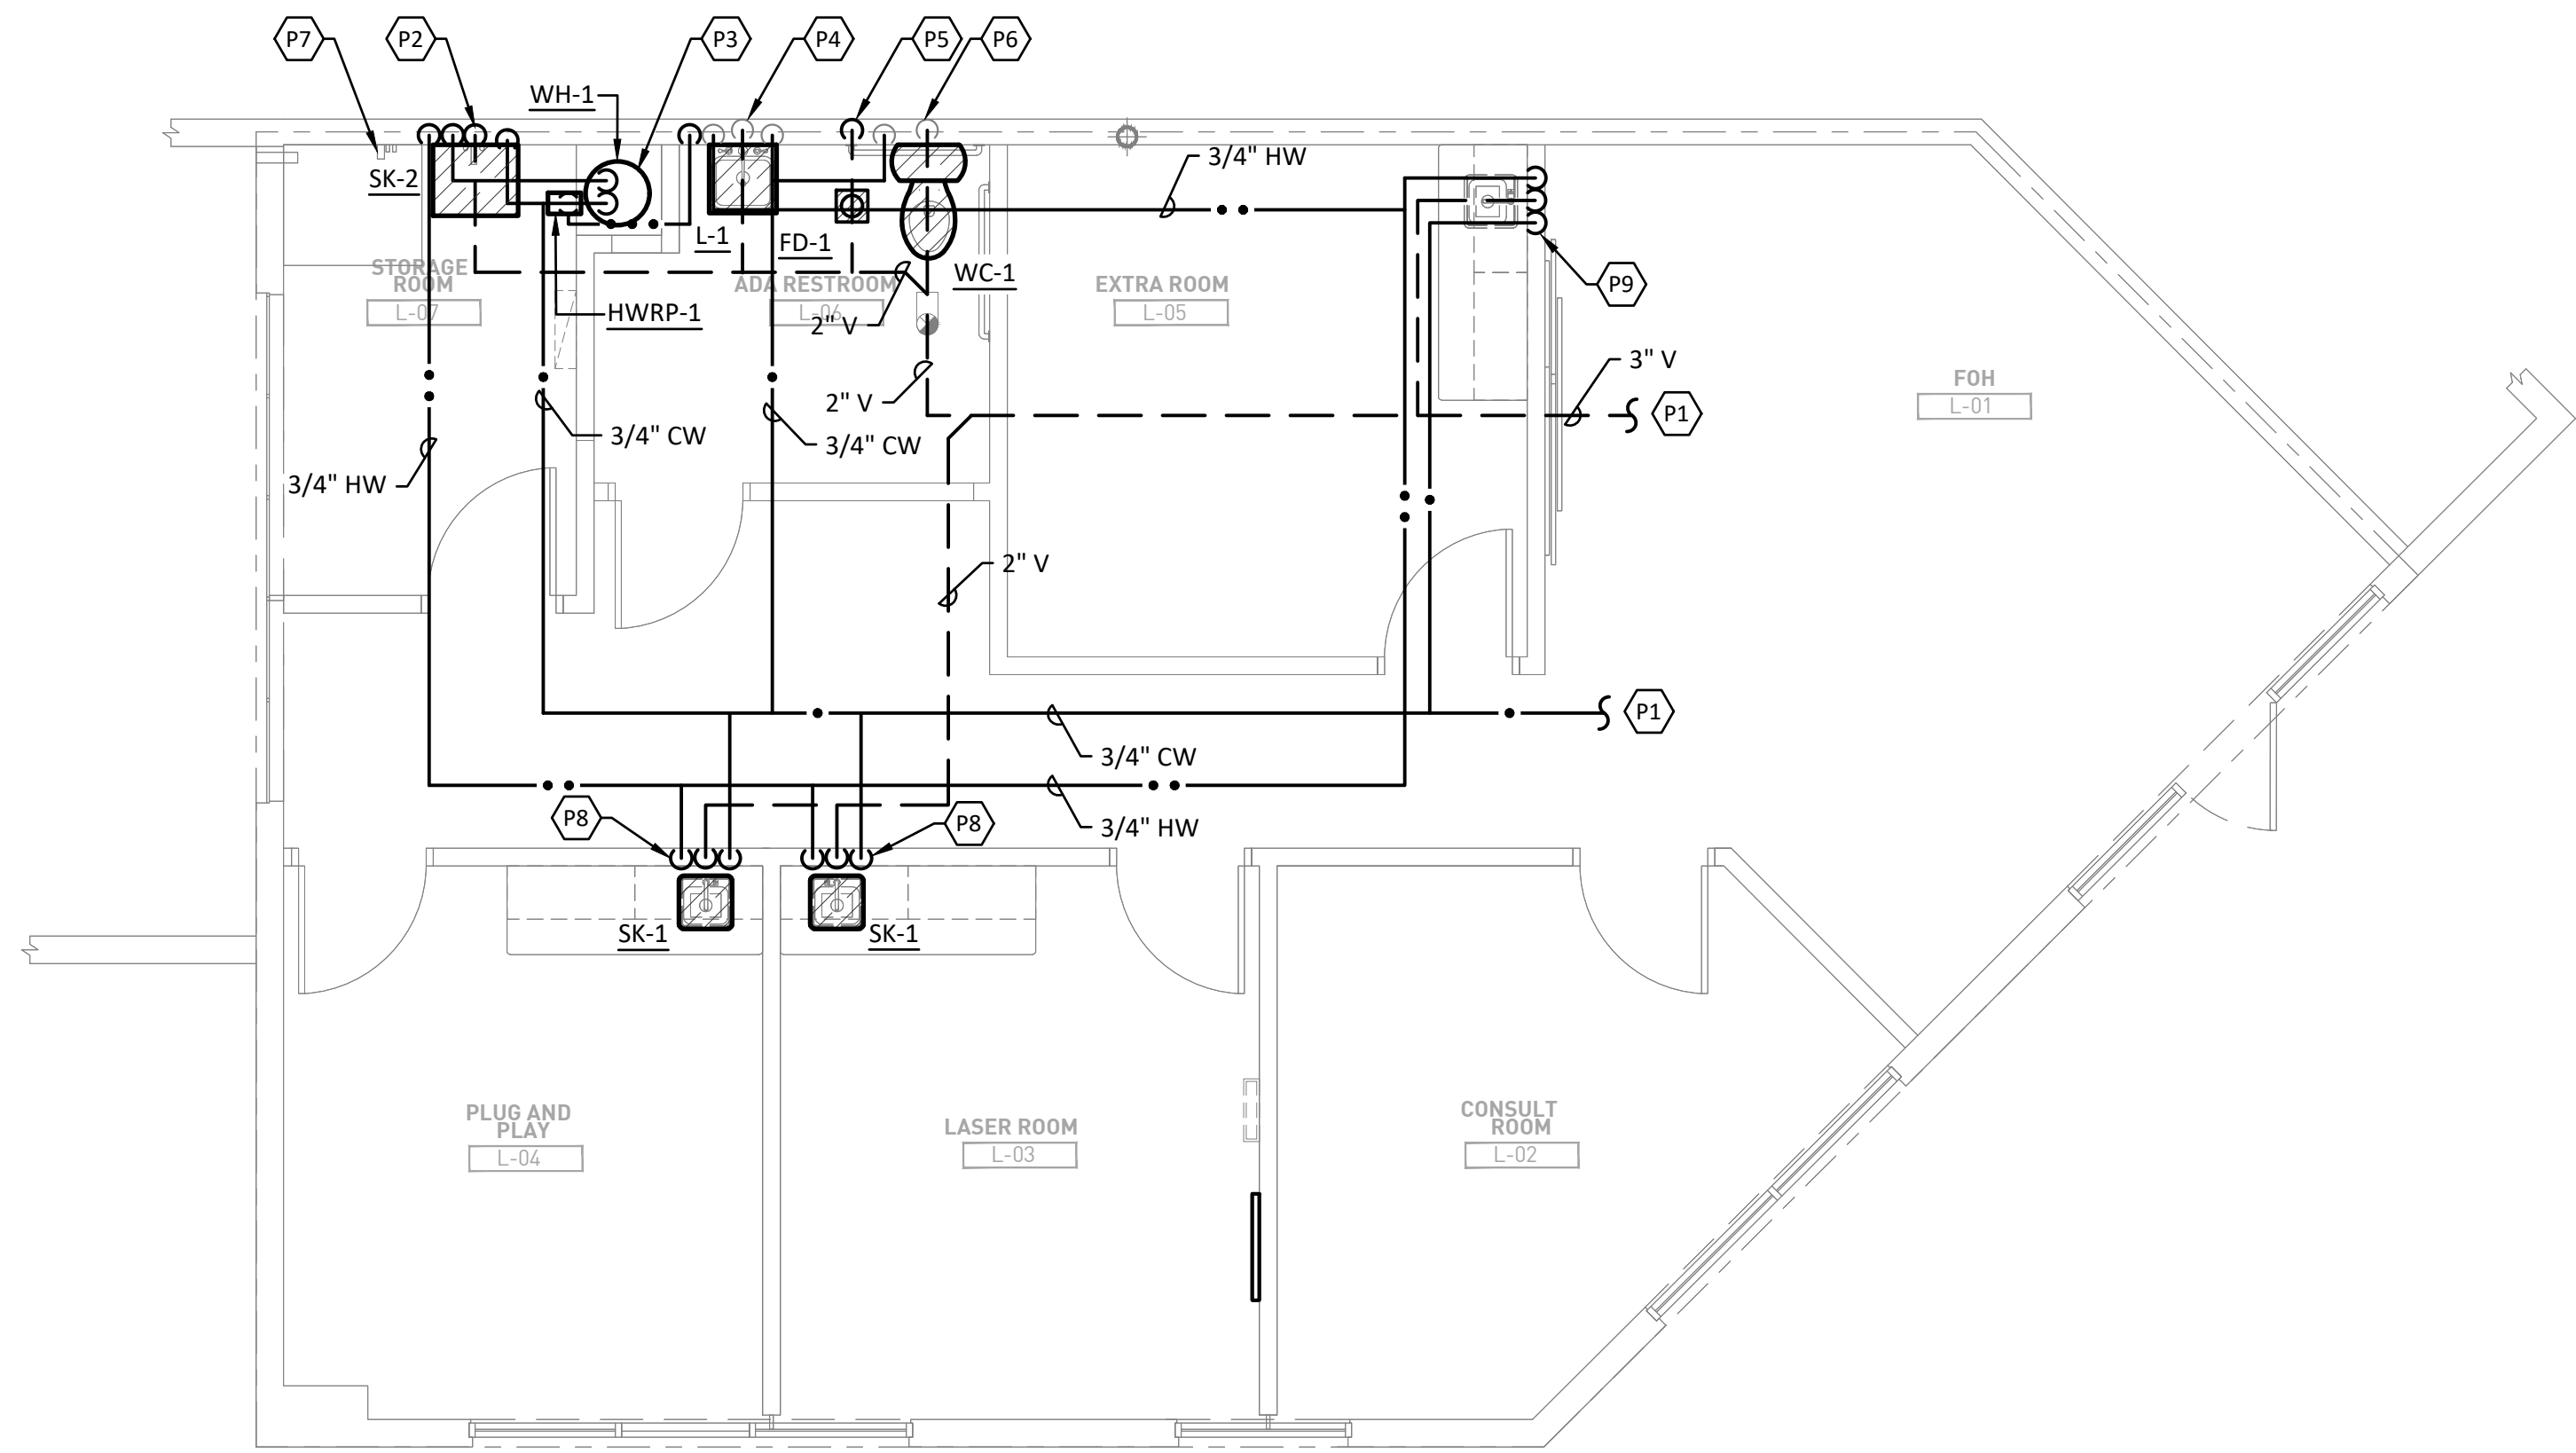 P7
P2
P3
P4
P5
P6
WH-1
3/4" HW
SK-2
L-1
FD-1
WC-1
STORAGE
ROOM
L-07
ADA RESTROOM
L-06
EXTRA ROOM
L-05
P9
HWRP-1
2" V
3" V
FOH
L-01
2" V
P1
3/4" CW
3/4" CW
3/4" HW
2" V
P1
3/4" CW
P8
P8
3/4" HW
SK-1
SK-1
PLUG AND
PLAY
L-04
LASER ROOM
L-03
CONSULT
ROOM
L-02